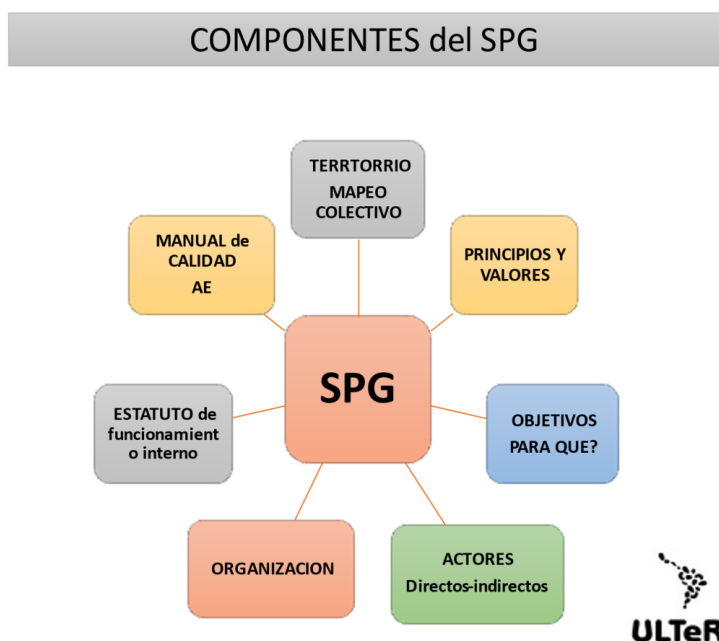 COMPONENTES del SPG
TERRTORRIO
MAPEO
COLECTIVO
MANUAL de
CALIDAD
AE
PRINCIPIOS Y
VALORES
SPG
ESTATUTO de
funcionamient
o interno
OBJETIVOS
PARA QUE?
ORGANIZACION
ACTORES
Directos-indirectos
ULTeR